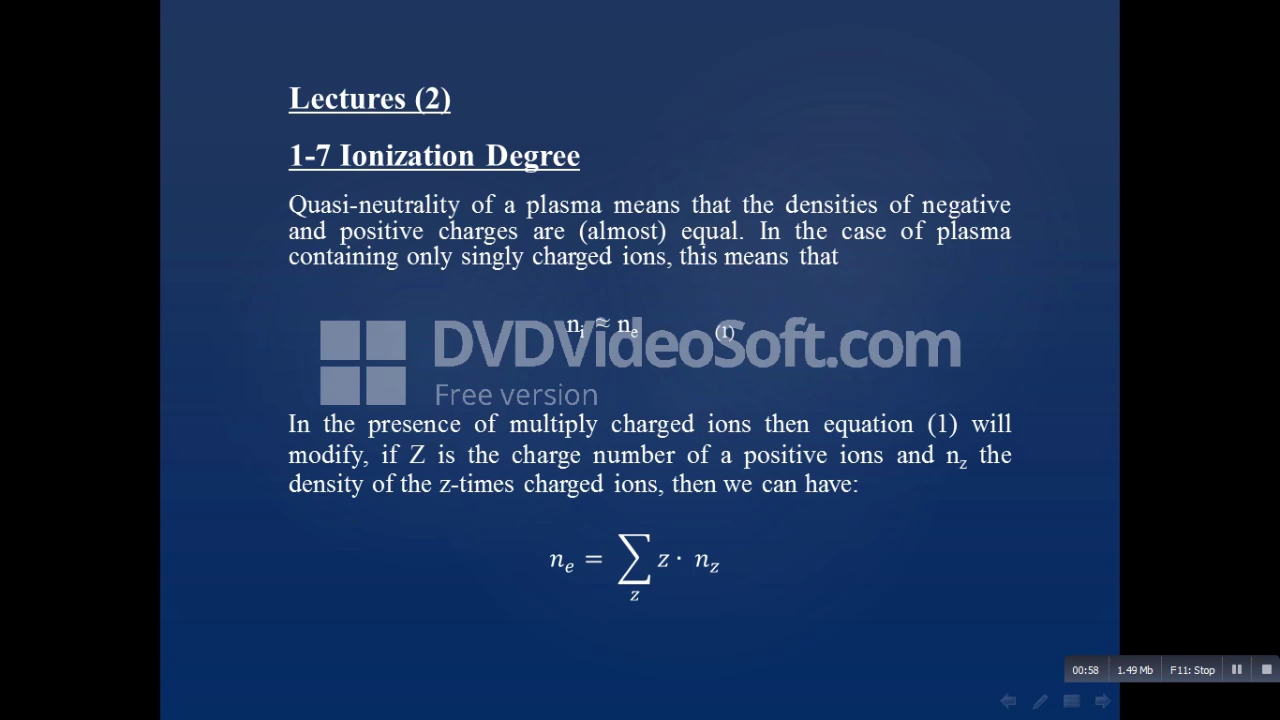 Lectures (2)
1-7 Ionization Degree
Quasi-neutrality of a plasma means that the densities of negative
and positive charges are (almost) equal. In the case of plasma
containing only singly charged ions, this means that
nᵢ ≈ nₑ (1)
DVDVideoSoft.com
Free version
In the presence of multiply charged ions then equation (1) will
modify, if Z is the charge number of a positive ions and n_z the
density of the z-times charged ions, then we can have:
nₑ = ∑_z z · n_z
00:58 1.49 Mb F11: Stop